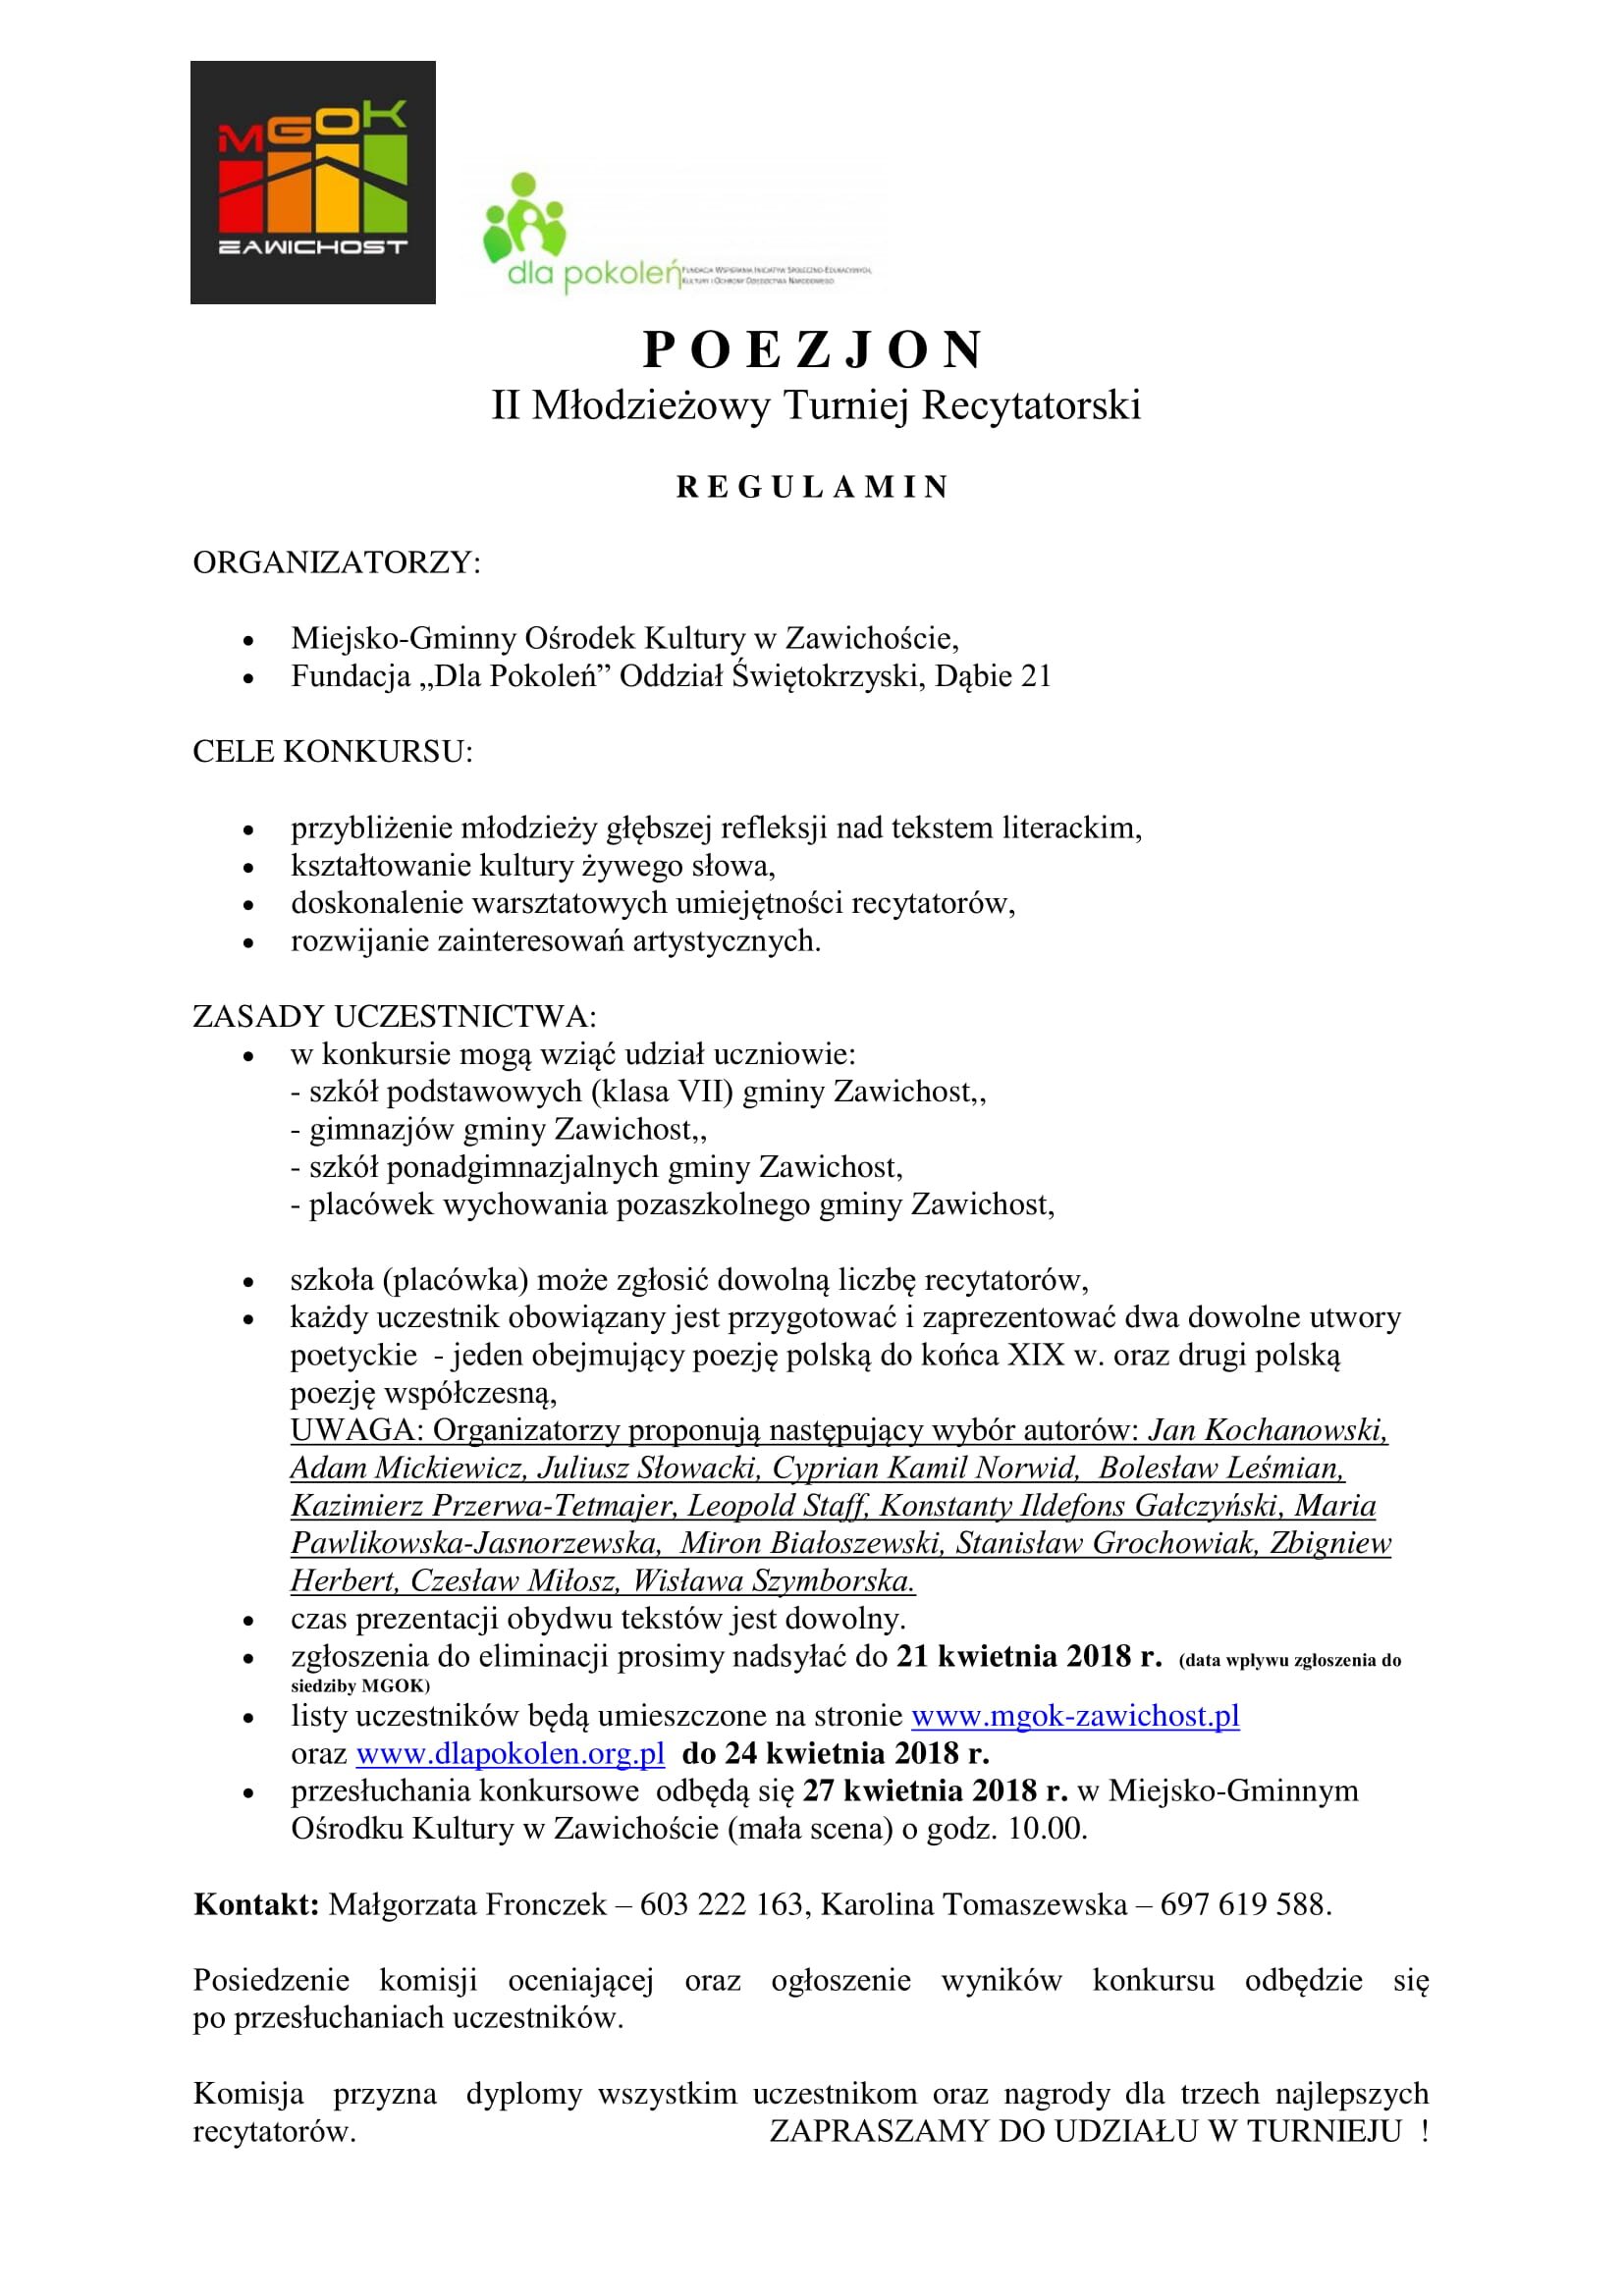 MGOK
ZAWICHOST
dla pokoleń
FUNDACJA WSPIERANIA INICJATYW SPOŁECZNO-EDUKACYJNYCH,
KULTURY I OCHRONY DZIEDZICTWA NARODOWEGO
P O E Z J O N
II Młodzieżowy Turniej Recytatorski
R E G U L A M I N
ORGANIZATORZY:
• Miejsko-Gminny Ośrodek Kultury w Zawichoście,
• Fundacja „Dla Pokoleń” Oddział Świętokrzyski, Dąbie 21
CELE KONKURSU:
• przybliżenie młodzieży głębszej refleksji nad tekstem literackim,
• kształtowanie kultury żywego słowa,
• doskonalenie warsztatowych umiejętności recytatorów,
• rozwijanie zainteresowań artystycznych.
ZASADY UCZESTNICTWA:
• w konkursie mogą wziąć udział uczniowie:
- szkół podstawowych (klasa VII) gminy Zawichost,,
- gimnazjów gminy Zawichost,,
- szkół ponadgimnazjalnych gminy Zawichost,
- placówek wychowania pozaszkolnego gminy Zawichost,
• szkoła (placówka) może zgłosić dowolną liczbę recytatorów,
• każdy uczestnik obowiązany jest przygotować i zaprezentować dwa dowolne utwory
poetyckie - jeden obejmujący poezję polską do końca XIX w. oraz drugi polską
poezję współczesną,
UWAGA: Organizatorzy proponują następujący wybór autorów: Jan Kochanowski,
Adam Mickiewicz, Juliusz Słowacki, Cyprian Kamil Norwid, Bolesław Leśmian,
Kazimierz Przerwa-Tetmajer, Leopold Staff, Konstanty Ildefons Gałczyński, Maria
Pawlikowska-Jasnorzewska, Miron Białoszewski, Stanisław Grochowiak, Zbigniew
Herbert, Czesław Miłosz, Wisława Szymborska.
• czas prezentacji obydwu tekstów jest dowolny.
• zgłoszenia do eliminacji prosimy nadsyłać do 21 kwietnia 2018 r. (data wpływu zgłoszenia do
siedziby MGOK)
• listy uczestników będą umieszczone na stronie www.mgok-zawichost.pl
oraz www.dlapokolen.org.pl do 24 kwietnia 2018 r.
• przesłuchania konkursowe odbędą się 27 kwietnia 2018 r. w Miejsko-Gminnym
Ośrodku Kultury w Zawichoście (mała scena) o godz. 10.00.
Kontakt: Małgorzata Fronczek – 603 222 163, Karolina Tomaszewska – 697 619 588.
Posiedzenie komisji oceniającej oraz ogłoszenie wyników konkursu odbędzie się
po przesłuchaniach uczestników.
Komisja przyzna dyplomy wszystkim uczestnikom oraz nagrody dla trzech najlepszych
recytatorów. ZAPRASZAMY DO UDZIAŁU W TURNIEJU !